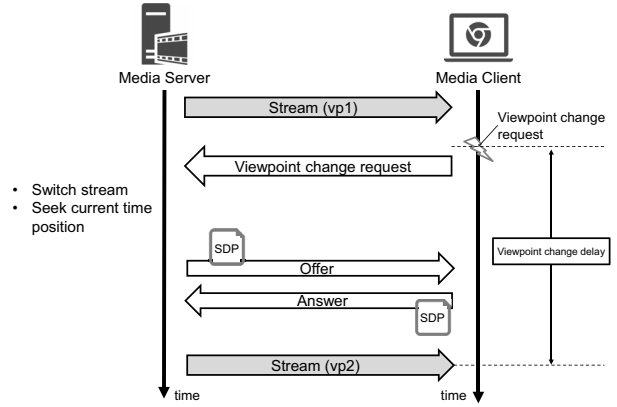 Media Server
Media Client
Stream (vp1)
Viewpoint change
request
Viewpoint change request
• Switch stream
• Seek current time
position
SDP
Viewpoint change delay
Offer
Answer
SDP
Stream (vp2)
time
time